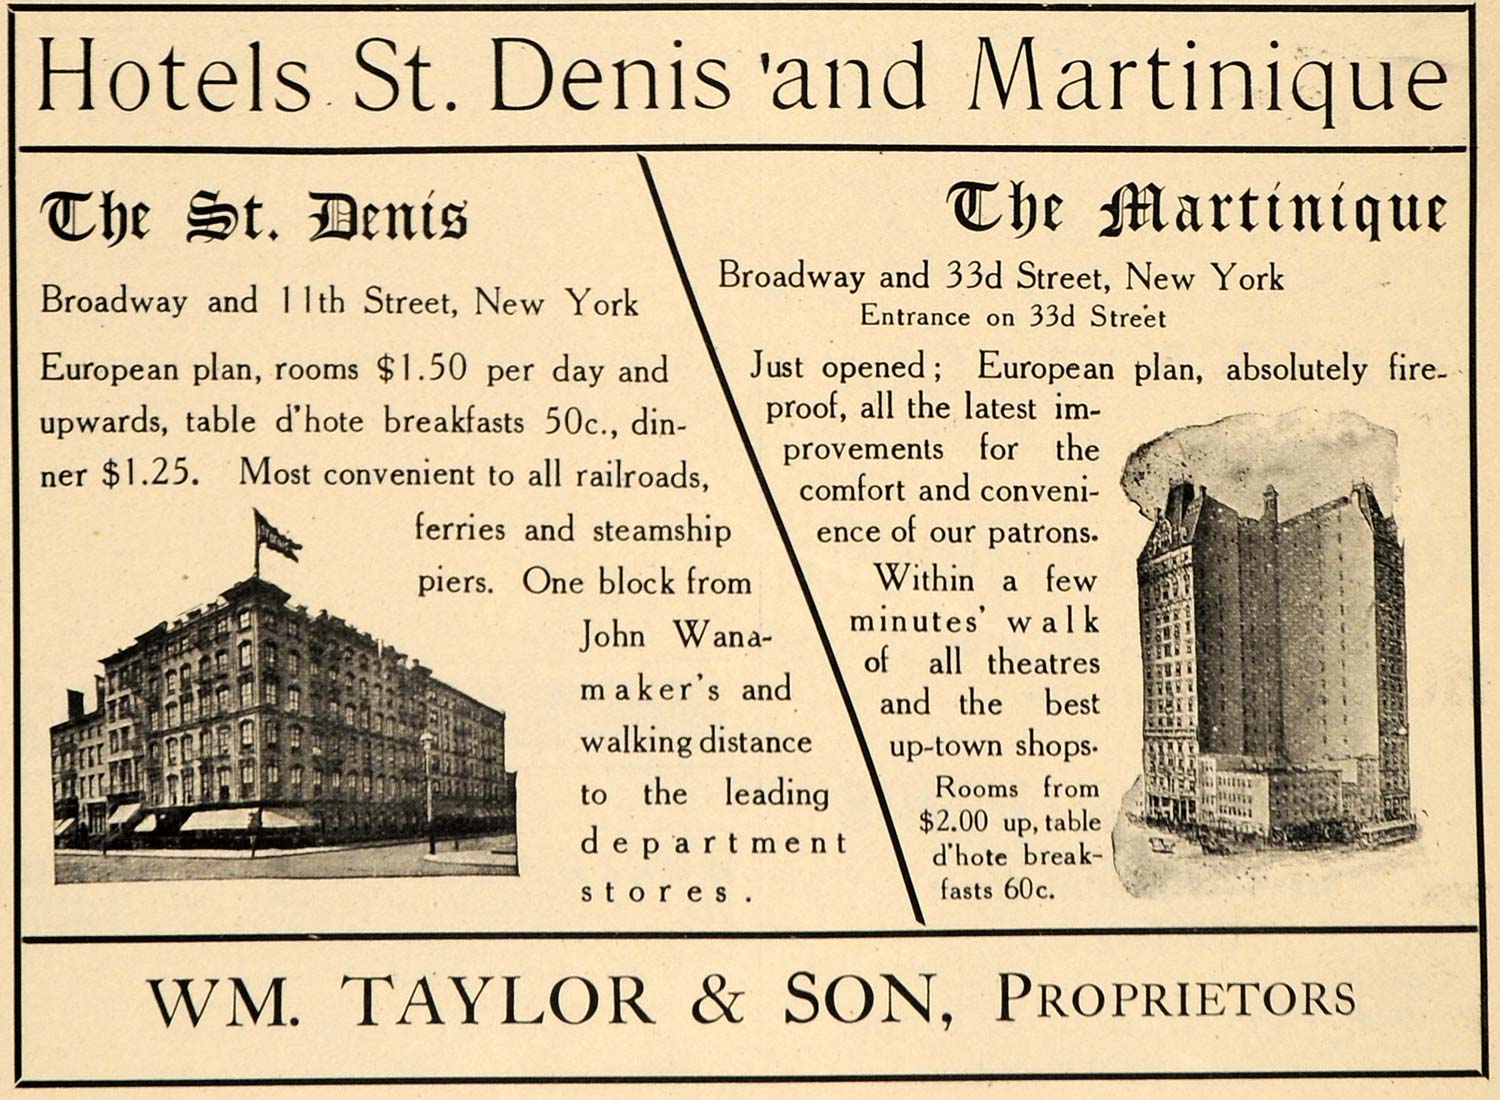 Hotels St. Denis and Martinique
The St. Denis
Broadway and 11th Street, New York
European plan, rooms $1.50 per day and
upwards, table d'hote breakfasts 50c., din-
ner $1.25. Most convenient to all railroads,
ferries and steamship
piers. One block from
John Wana-
maker's and
walking distance
to the leading
department
stores.
The Martinique
Broadway and 33d Street, New York
Entrance on 33d Street
Just opened; European plan, absolutely fire-
proof, all the latest im-
provements for the
comfort and conveni-
ence of our patrons.
Within a few
minutes' walk
of all theatres
and the best
up-town shops.
Rooms from
$2.00 up, table
d'hote break-
fasts 60c.
WM. TAYLOR & SON, PROPRIETORS